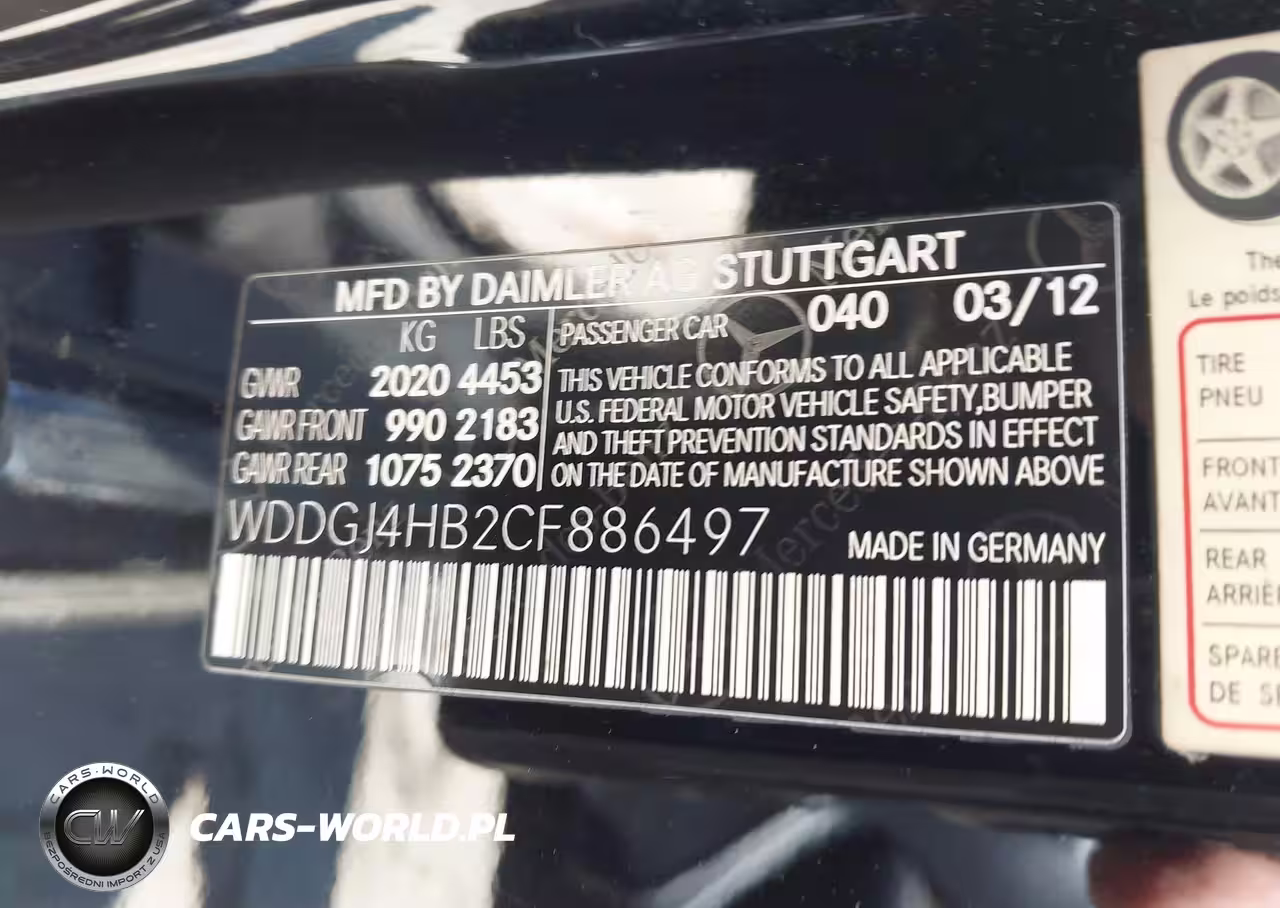 MFD BY DAIMLER AG STUTTGART
KG LBS
GVWR 2020 4453
GAWR FRONT 990 2183
GAWR REAR 1075 2370
PASSENGER CAR 040 03/12
THIS VEHICLE CONFORMS TO ALL APPLICABLE
U.S. FEDERAL MOTOR VEHICLE SAFETY,BUMPER
AND THEFT PREVENTION STANDARDS IN EFFECT
ON THE DATE OF MANUFACTURE SHOWN ABOVE
WDDGJ4HB2CF886497
MADE IN GERMANY
The
Le poids
TIRE
PNEU
FRONT
AVANT
REAR
ARRIÈ
SPARE
DE
CARS-WORLD
CW
BEZPOŚREDNI IMPORT Z USA
CARS-WORLD.PL